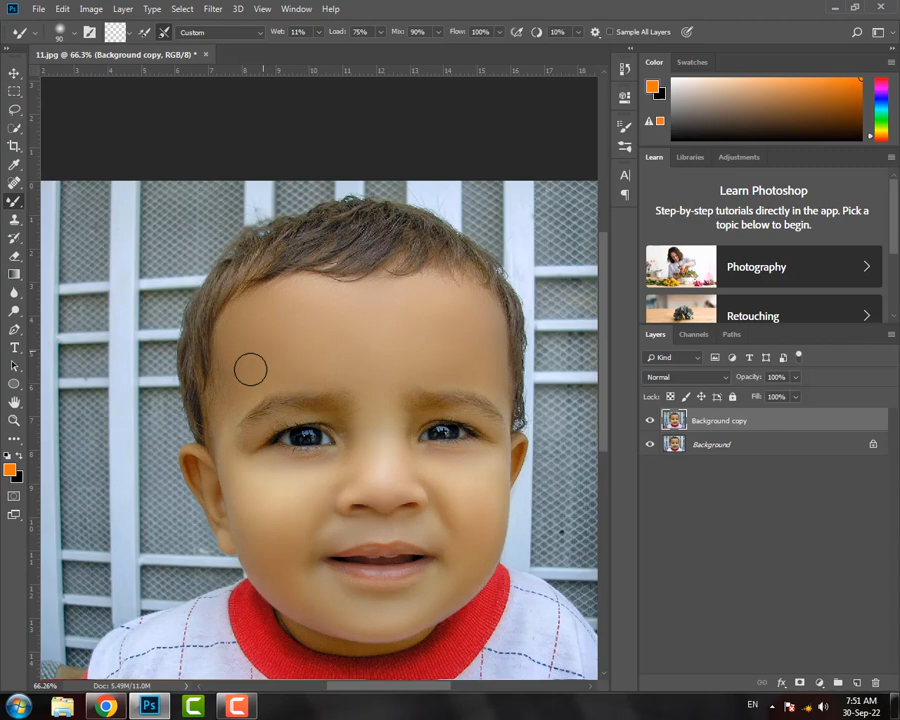 Ps File Edit Image Layer Type Select Filter 3D View Window Help
90 Custom Wet: 11% Load: 75% Mix: 90% Flow: 100% 10% Sample All Layers
11.jpg @ 66.3% (Background copy, RGB/8) * ×
Color Swatches
Learn Libraries Adjustments
Learn Photoshop
Step-by-step tutorials directly in the app. Pick a
topic below to begin.
Photography
Retouching
Layers Channels Paths
Kind
Normal Opacity: 100%
Lock: Fill: 100%
Background copy
Background
66.26% Doc: 5.49M/11.0M
EN 7:51 AM
30-Sep-22